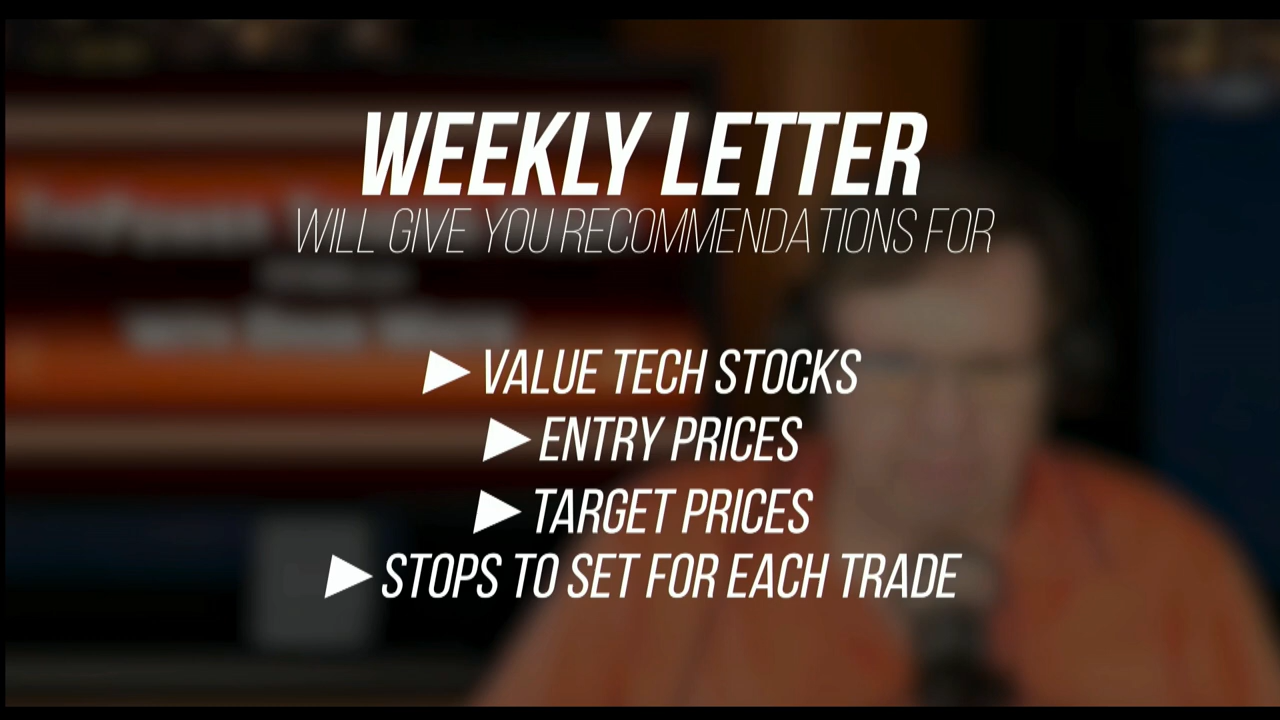 WEEKLY LETTER
WILL GIVE YOU RECOMMENDATIONS FOR
▶ VALUE TECH STOCKS
▶ ENTRY PRICES
▶ TARGET PRICES
▶ STOPS TO SET FOR EACH TRADE